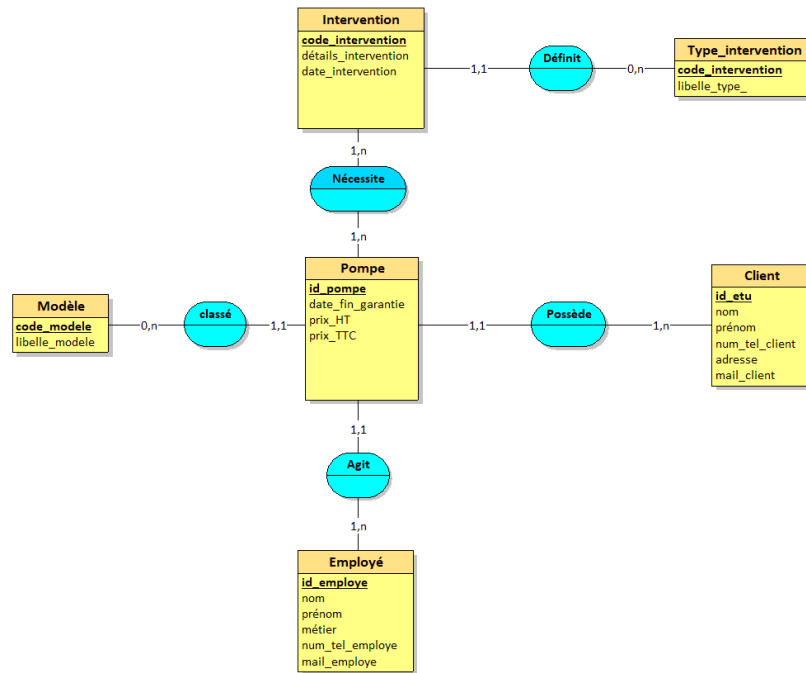 Intervention
code_intervention
détails_intervention
date_intervention
1,1
Définit
0,n
Type_intervention
code_intervention
libelle_type_
1,n
Nécessite
1,n
Pompe
id_pompe
date_fin_garantie
prix_HT
prix_TTC
Modèle
code_modele
libelle_modele
0,n
classé
1,1
1,1
Possède
1,n
Client
id_etu
nom
prénom
num_tel_client
adresse
mail_client
1,1
Agit
1,n
Employé
id_employe
nom
prénom
métier
num_tel_employe
mail_employe